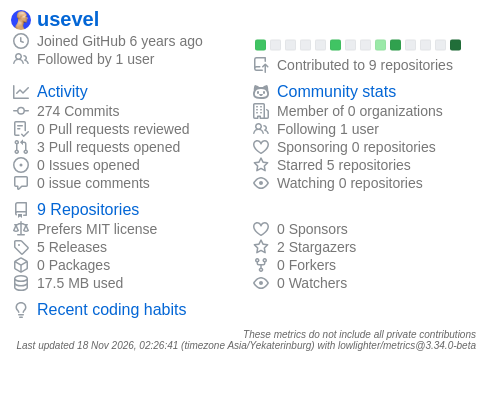 usevel
Joined GitHub 6 years ago
Followed by 1 user
Contributed to 9 repositories
Activity
274 Commits
0 Pull requests reviewed
3 Pull requests opened
0 Issues opened
0 issue comments
Community stats
Member of 0 organizations
Following 1 user
Sponsoring 0 repositories
Starred 5 repositories
Watching 0 repositories
9 Repositories
Prefers MIT license
5 Releases
0 Packages
17.5 MB used
0 Sponsors
2 Stargazers
0 Forkers
0 Watchers
Recent coding habits
These metrics do not include all private contributions
Last updated 18 Nov 2026, 02:26:41 (timezone Asia/Yekaterinburg) with lowlighter/metrics@3.34.0-beta